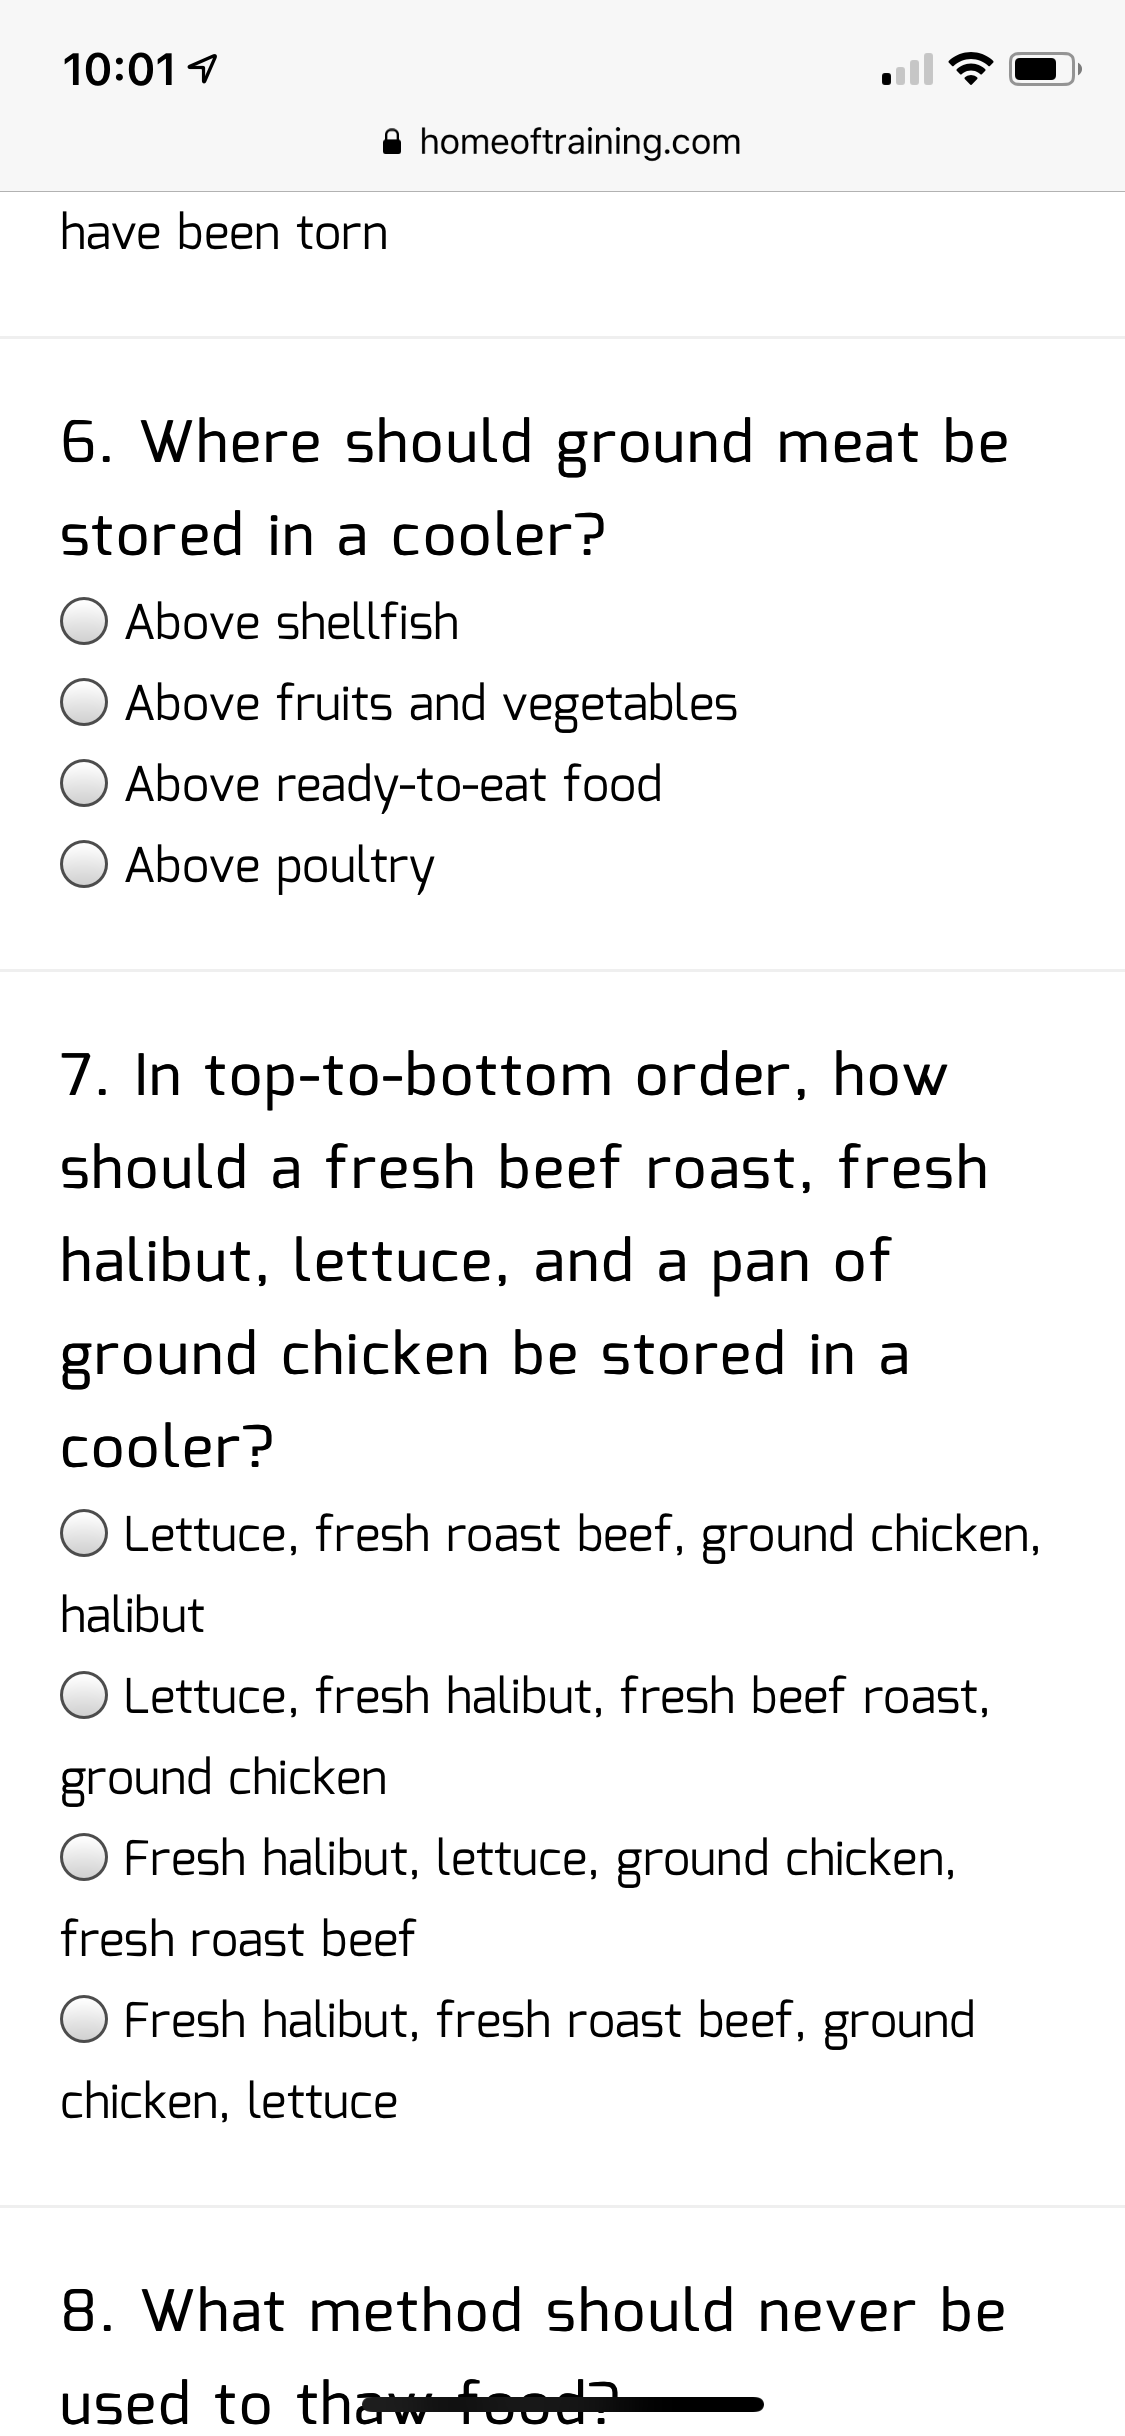 10:01
homeoftraining.com
have been torn
6. Where should ground meat be
stored in a cooler?
Above shellfish
Above fruits and vegetables
Above ready-to-eat food
Above poultry
7. In top-to-bottom order, how
should a fresh beef roast, fresh
halibut, lettuce, and a pan of
ground chicken be stored in a
cooler?
Lettuce, fresh roast beef, ground chicken,
halibut
Lettuce, fresh halibut, fresh beef roast,
ground chicken
Fresh halibut, lettuce, ground chicken,
fresh roast beef
Fresh halibut, fresh roast beef, ground
chicken, lettuce
8. What method should never be
used to thaw food?